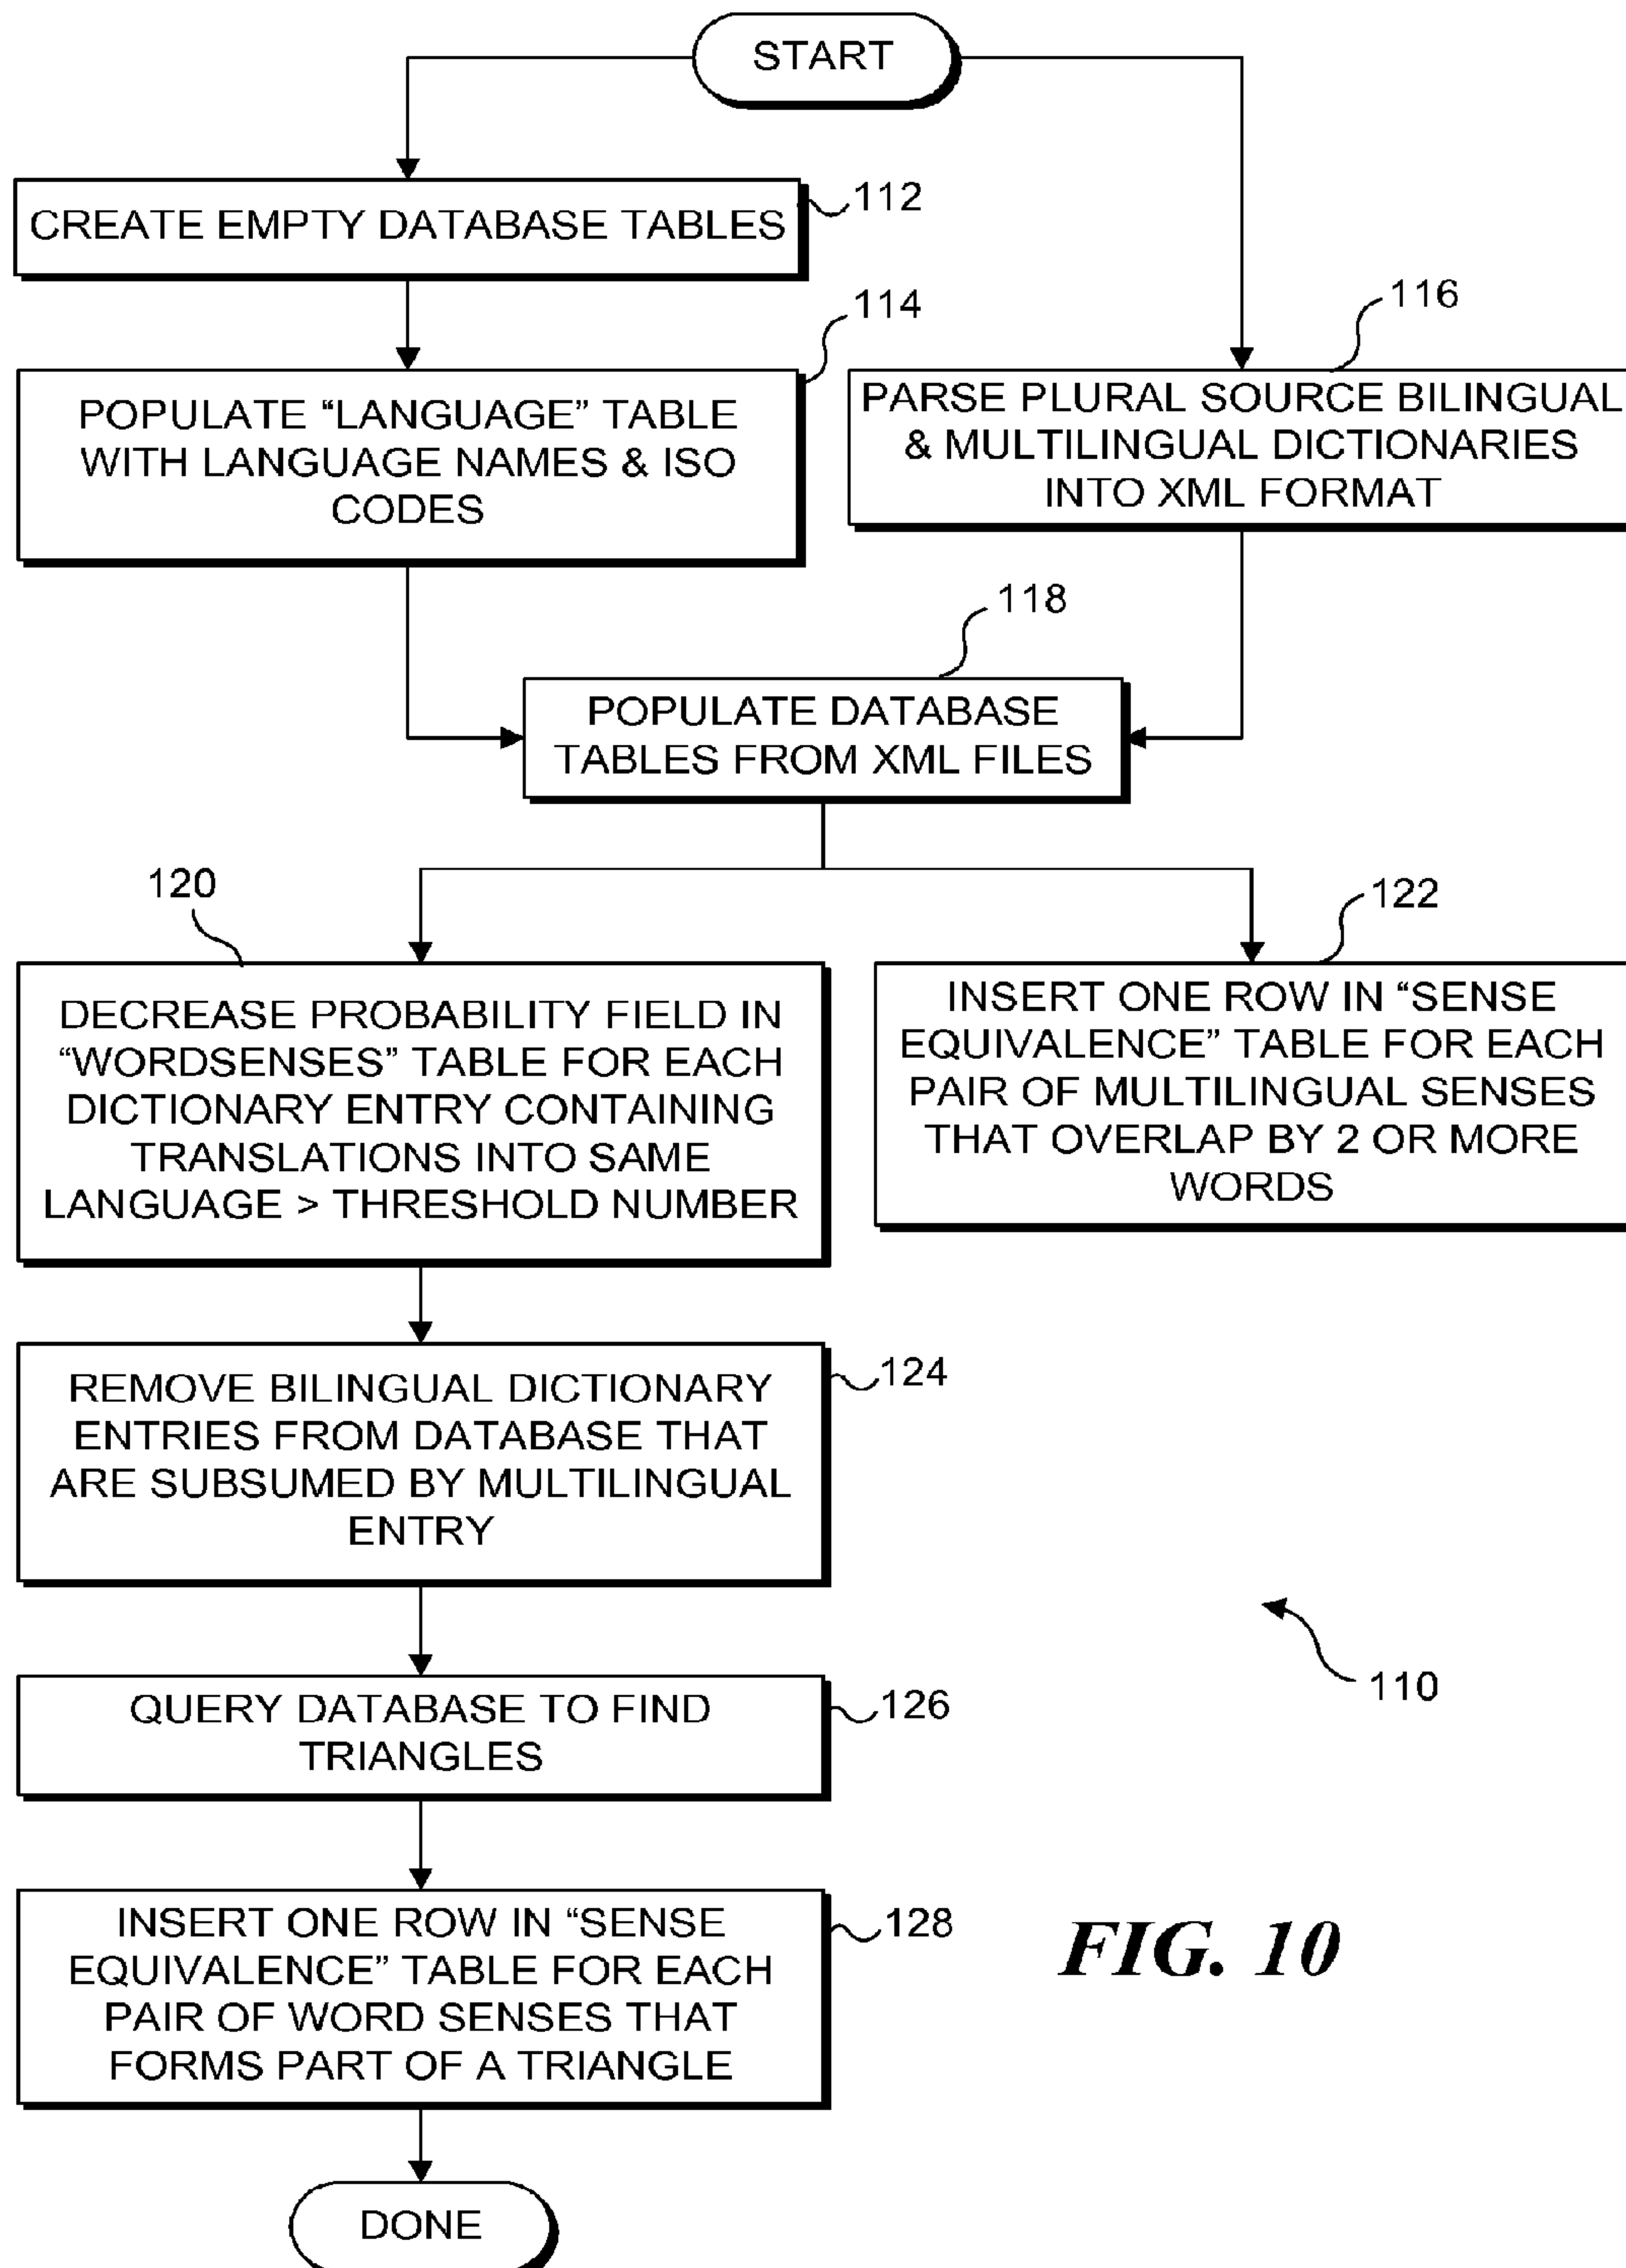 START
CREATE EMPTY DATABASE TABLES
112
114
POPULATE “LANGUAGE” TABLE
WITH LANGUAGE NAMES & ISO
CODES
116
PARSE PLURAL SOURCE BILINGUAL
& MULTILINGUAL DICTIONARIES
INTO XML FORMAT
118
POPULATE DATABASE
TABLES FROM XML FILES
120
DECREASE PROBABILITY FIELD IN
“WORDSENSES” TABLE FOR EACH
DICTIONARY ENTRY CONTAINING
TRANSLATIONS INTO SAME
LANGUAGE > THRESHOLD NUMBER
122
INSERT ONE ROW IN “SENSE
EQUIVALENCE” TABLE FOR EACH
PAIR OF MULTILINGUAL SENSES
THAT OVERLAP BY 2 OR MORE
WORDS
REMOVE BILINGUAL DICTIONARY
ENTRIES FROM DATABASE THAT
ARE SUBSUMED BY MULTILINGUAL
ENTRY
124
110
QUERY DATABASE TO FIND
TRIANGLES
126
INSERT ONE ROW IN “SENSE
EQUIVALENCE” TABLE FOR EACH
PAIR OF WORD SENSES THAT
FORMS PART OF A TRIANGLE
128
FIG. 10
DONE